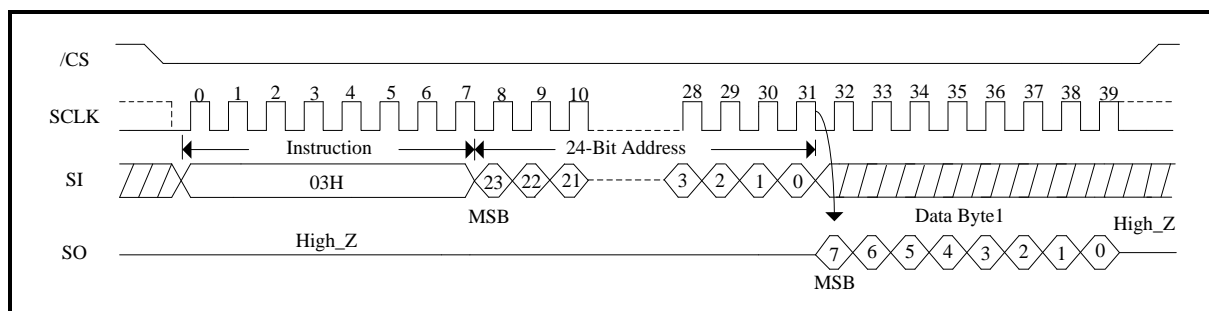 /CS
SCLK 0 1 2 3 4 5 6 7 8 9 10 28 29 30 31 32 33 34 35 36 37 38 39
Instruction 24-Bit Address
SI 03H 23 22 21 3 2 1 0
MSB Data Byte1 High_Z
High_Z
SO 7 6 5 4 3 2 1 0
MSB